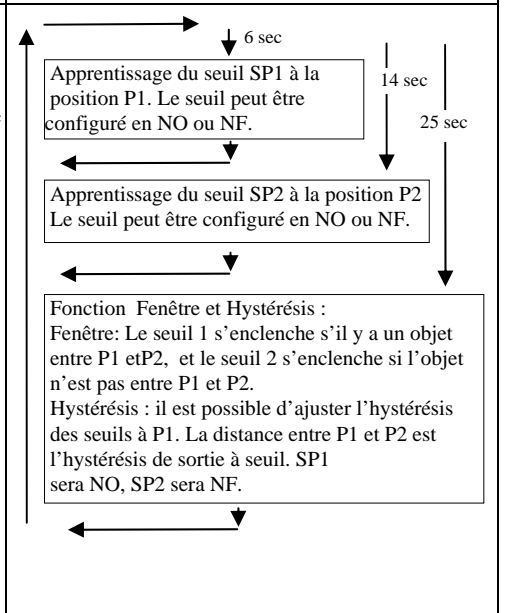 6 sec
Apprentissage du seuil SP1 à la
position P1. Le seuil peut être
configuré en NO ou NF.
14 sec
25 sec
Apprentissage du seuil SP2 à la position P2
Le seuil peut être configuré en NO ou NF.
Fonction Fenêtre et Hystérésis :
Fenêtre: Le seuil 1 s’enclenche s’il y a un objet
entre P1 etP2, et le seuil 2 s’enclenche si l’objet
n’est pas entre P1 et P2.
Hystérésis : il est possible d’ajuster l’hystérésis
des seuils à P1. La distance entre P1 et P2 est
l’hystérésis de sortie à seuil. SP1
sera NO, SP2 sera NF.